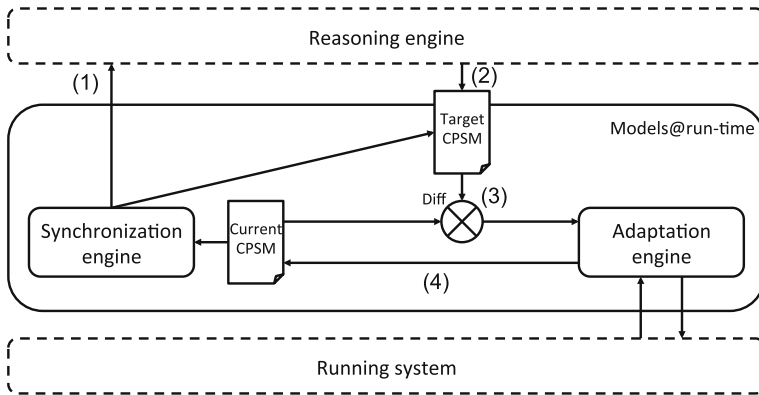 Reasoning engine
(1)
(2)
Target
CPSM
Models@run-time
Diff
(3)
Synchronization
engine
Current
CPSM
Adaptation
engine
(4)
Running system